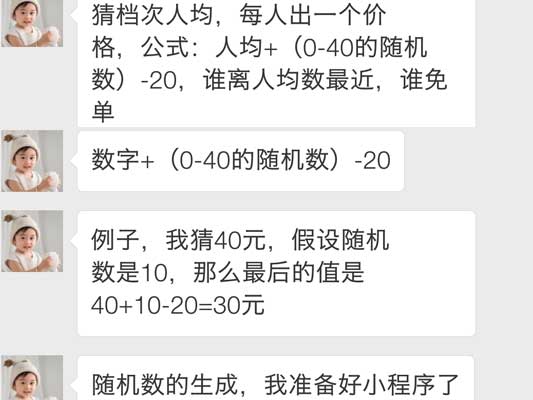 猜档次人均，每人出一个价
格，公式：人均+（0-40的随机
数）-20，谁离人均数最近，谁免
单
数字+（0-40的随机数）-20
例子，我猜40元，假设随机
数是10，那么最后的值是
40+10-20=30元
随机数的生成，我准备好小程序了